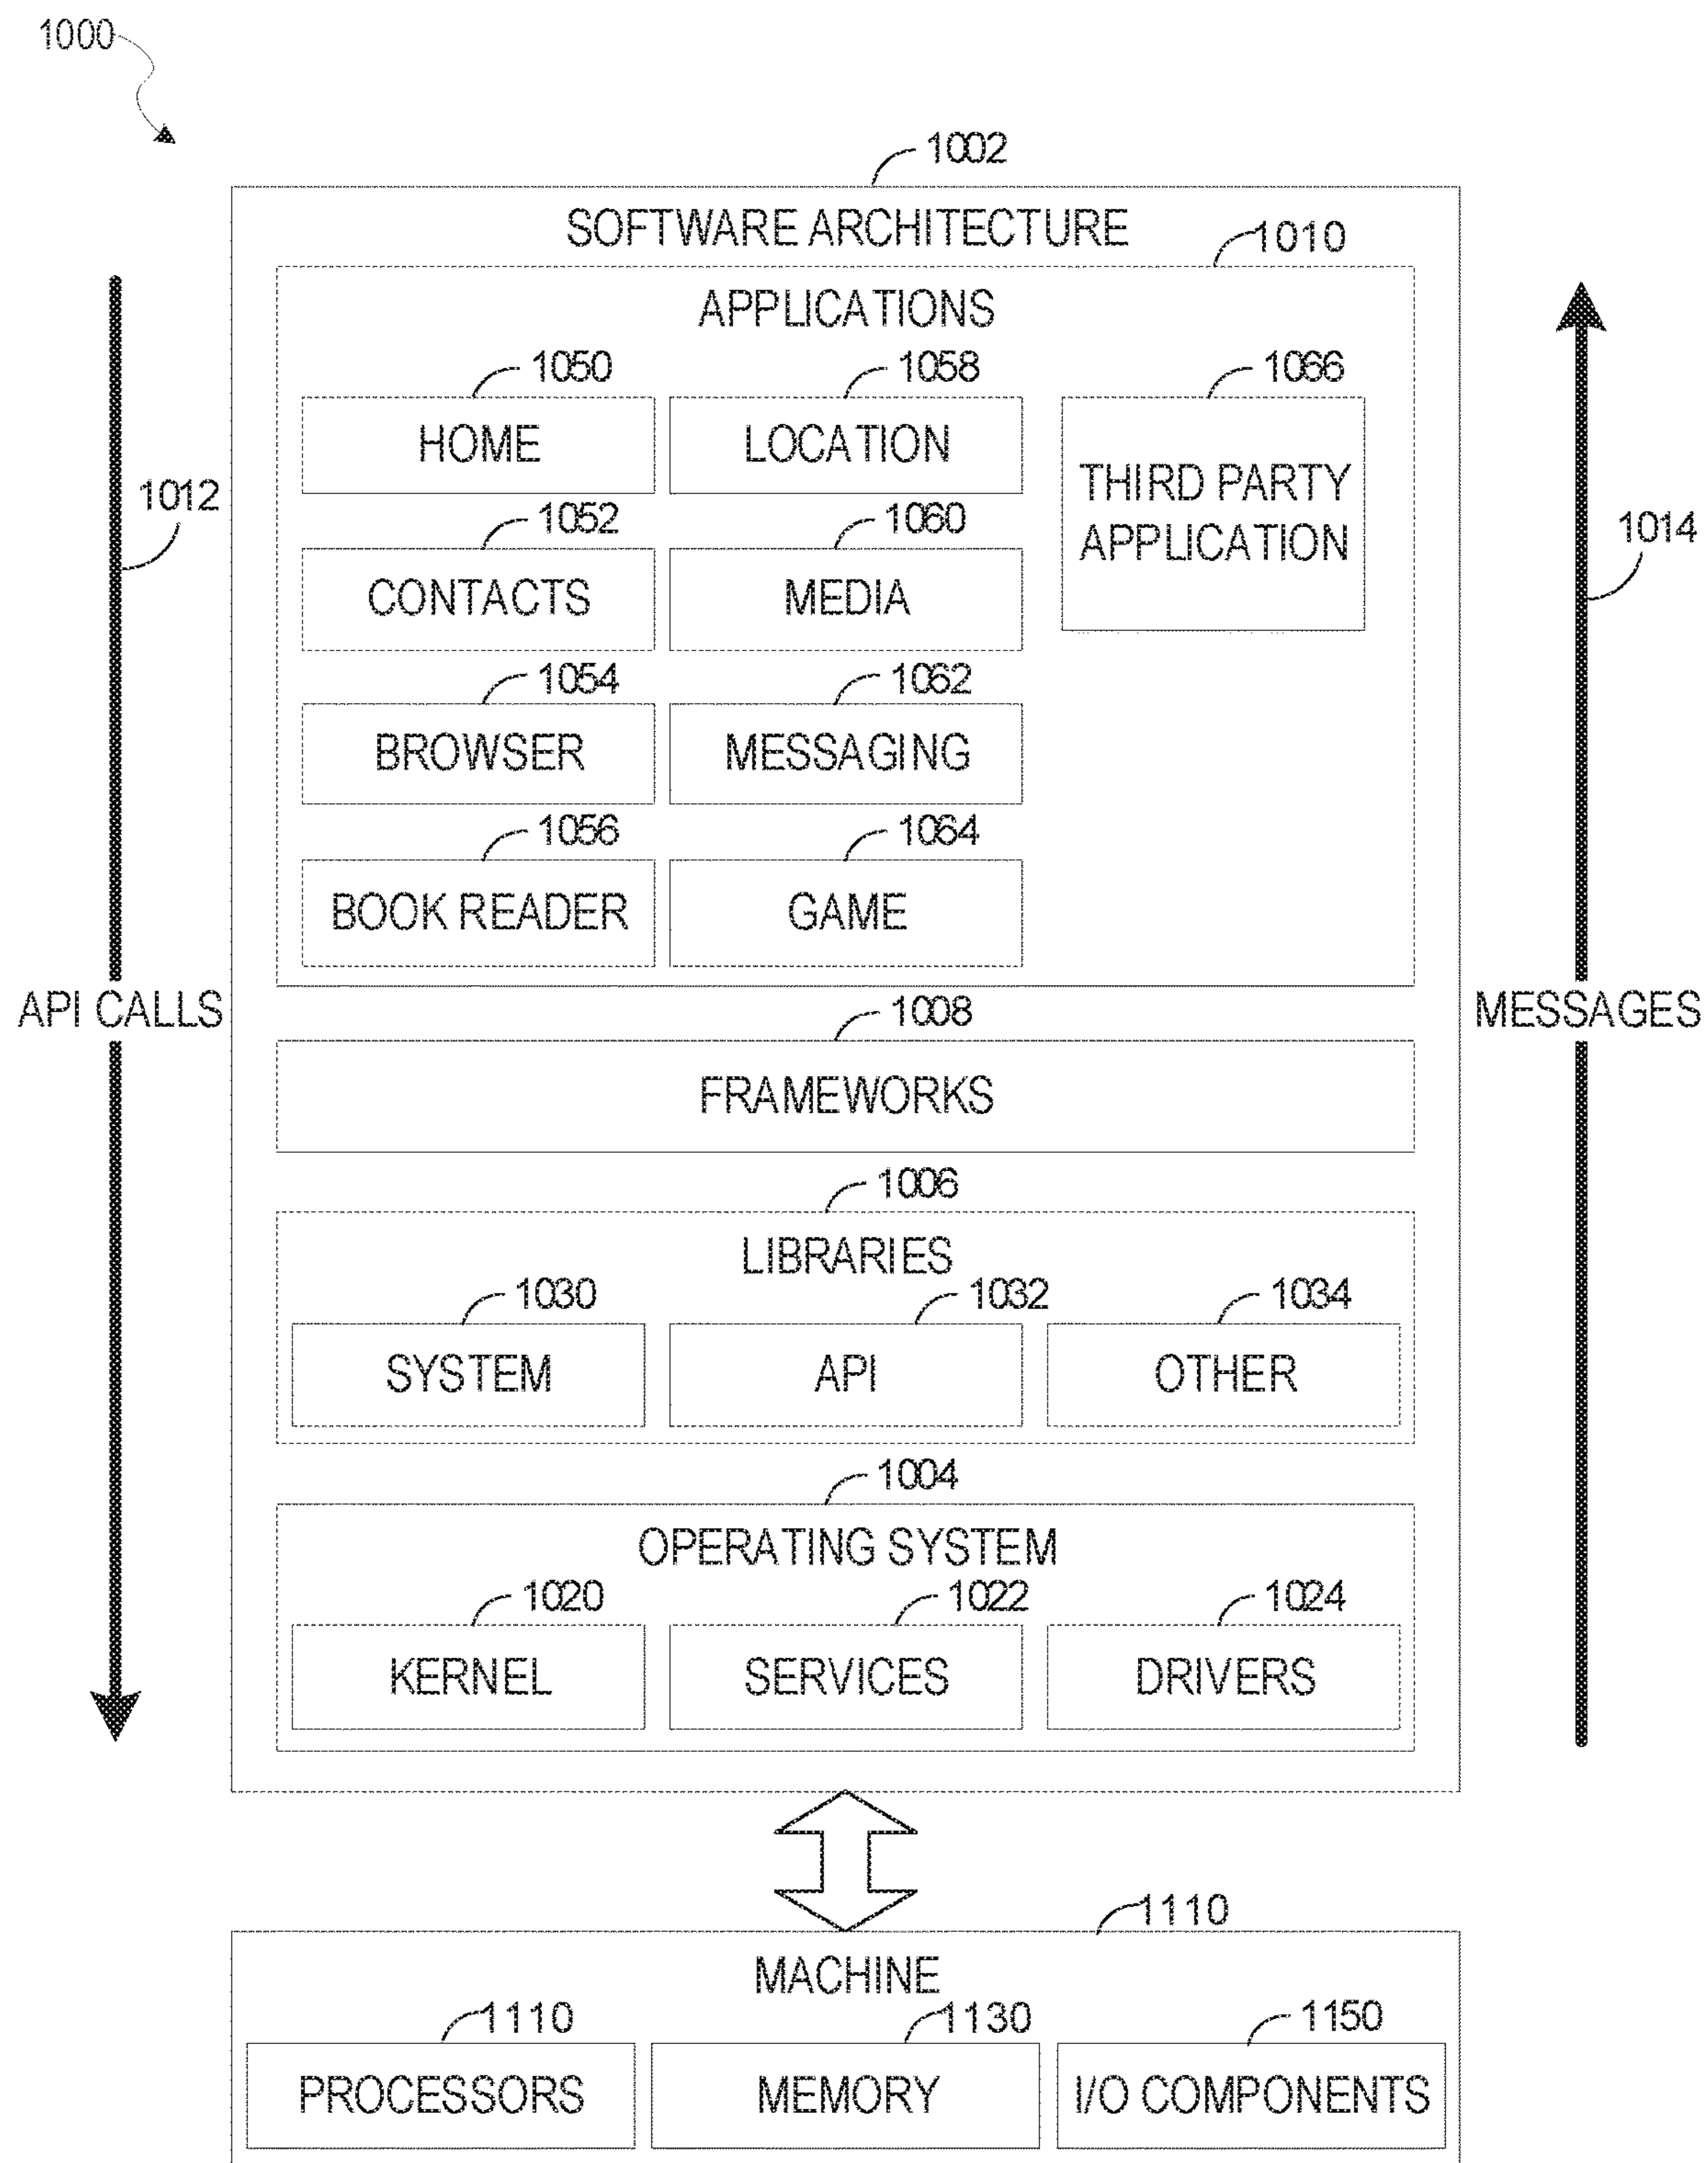 1000
1002
SOFTWARE ARCHITECTURE
1010
APPLICATIONS
1050
1058
1066
HOME
LOCATION
THIRD PARTY
APPLICATION
1012
1014
1052
1060
CONTACTS
MEDIA
1054
1062
BROWSER
MESSAGING
1056
1064
BOOK READER
GAME
API CALLS
MESSAGES
1008
FRAMEWORKS
1006
LIBRARIES
1030
1032
1034
SYSTEM
API
OTHER
1004
OPERATING SYSTEM
1020
1022
1024
KERNEL
SERVICES
DRIVERS
1110
MACHINE
1110
1130
1150
PROCESSORS
MEMORY
I/O COMPONENTS